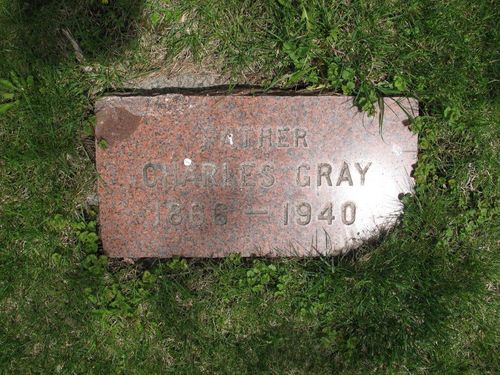 FATHER
CHARLES GRAY
1866 - 1940